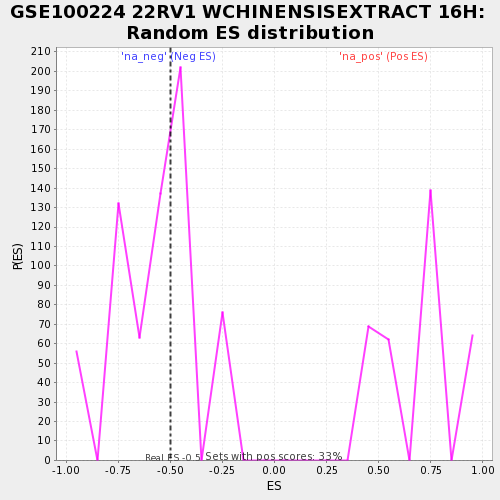 GSE100224 22RV1 WCHINENSISEXTRACT 16H:
Random ES distribution
'na_neg' (Neg ES)
'na_pos' (Pos ES)
210
200
190
180
170
160
150
140
130
120
110
100
90
80
70
60
50
40
30
20
10
0
P(ES)
Real ES -0.5
Sets with pos scores: 33%
-1.00 -0.75 -0.50 -0.25 0.00 0.25 0.50 0.75 1.00
ES